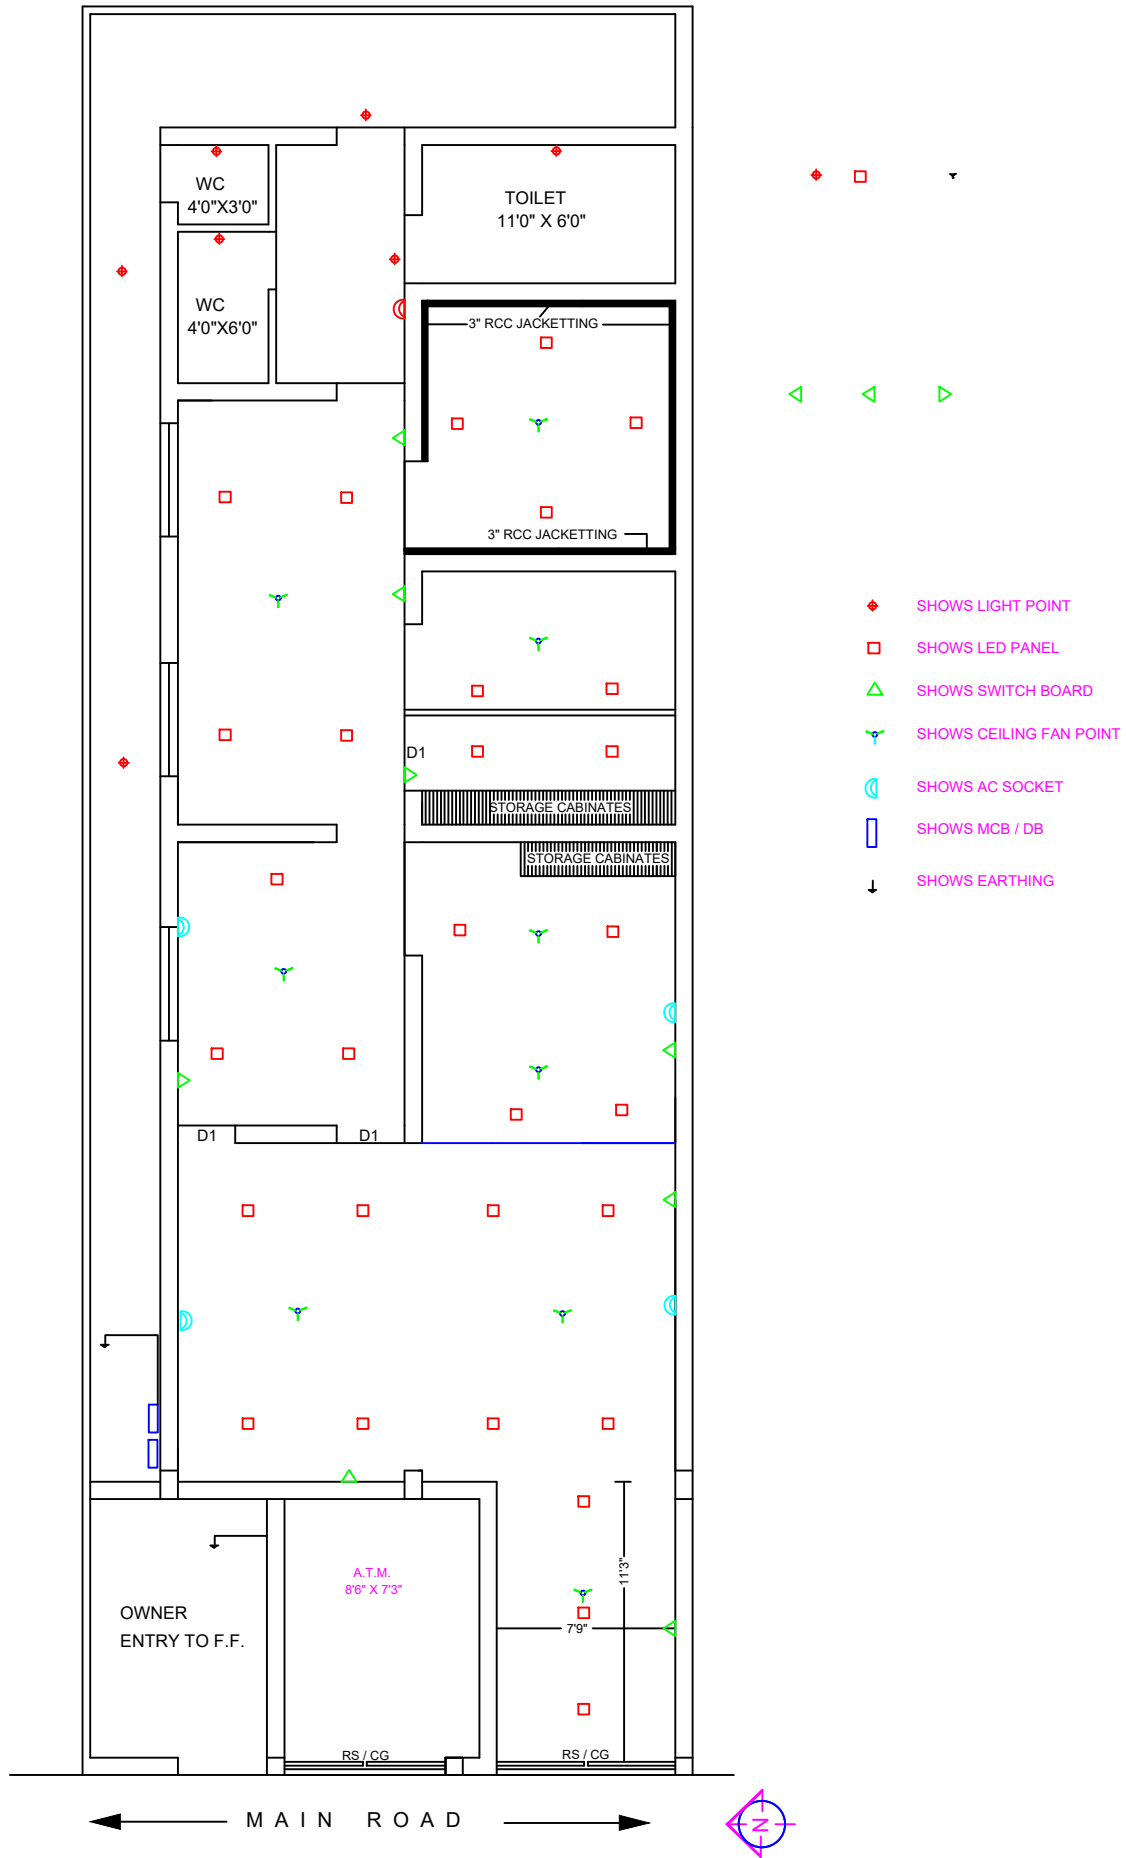 WC
4'0"X3'0"
TOILET
11'0" X 6'0"
WC
4'0"X6'0"
3" RCC JACKETTING
3" RCC JACKETTING
SHOWS LIGHT POINT
SHOWS LED PANEL
SHOWS SWITCH BOARD
SHOWS CEILING FAN POINT
D1
SHOWS AC SOCKET
STORAGE CABINATES
SHOWS MCB / DB
STORAGE CABINATES
SHOWS EARTHING
D1
D1
A.T.M.
8'6" X 7'3"
11'3"
OWNER
ENTRY TO F.F.
7'9"
RS / CG
RS / CG
MAIN ROAD
N